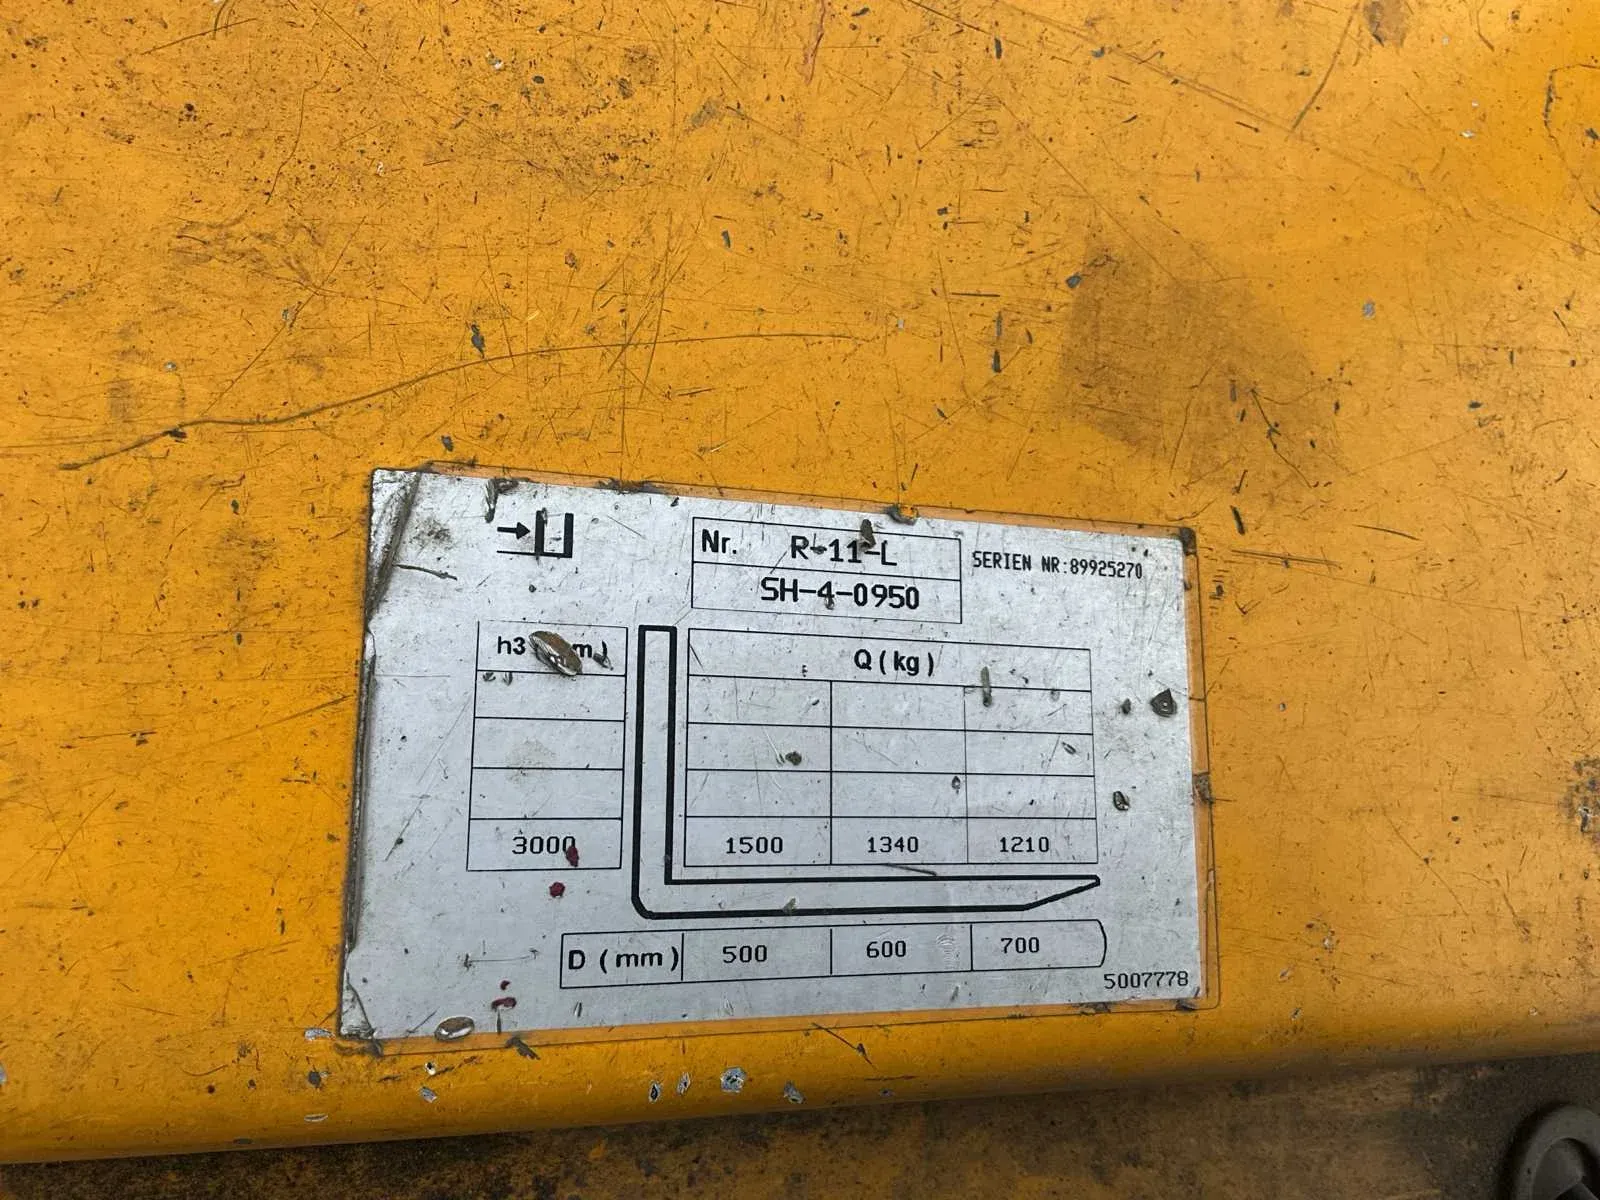 Nr. R-11-L
SH-4-0950
SERIEN NR:89925270
h3
Q (kg)
3000 1500 1340 1210
D (mm) 500 600 700
5007778